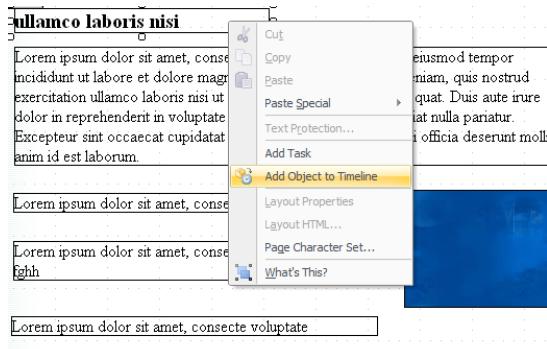 ullamco laboris nisi
Lorem ipsum dolor sit amet, conse eiusmod tempor
incididunt ut labore et dolore magr eniam, quis nostrud
exercitation ullamco laboris nisi ut quat. Duis aute irure
dolor in reprehenderit in voluptate iat nulla pariatur.
Excepteur sint occaecat cupidatat i officia deserunt molli
anim id est laborum.
Lorem ipsum dolor sit amet, conse
Lorem ipsum dolor sit amet, conse
fghh
Lorem ipsum dolor sit amet, consecte voluptate
Cut
Copy
Paste
Paste Special
Text Protection...
Add Task
Add Object to Timeline
Layout Properties
Layout HTML...
Page Character Set...
What's This?